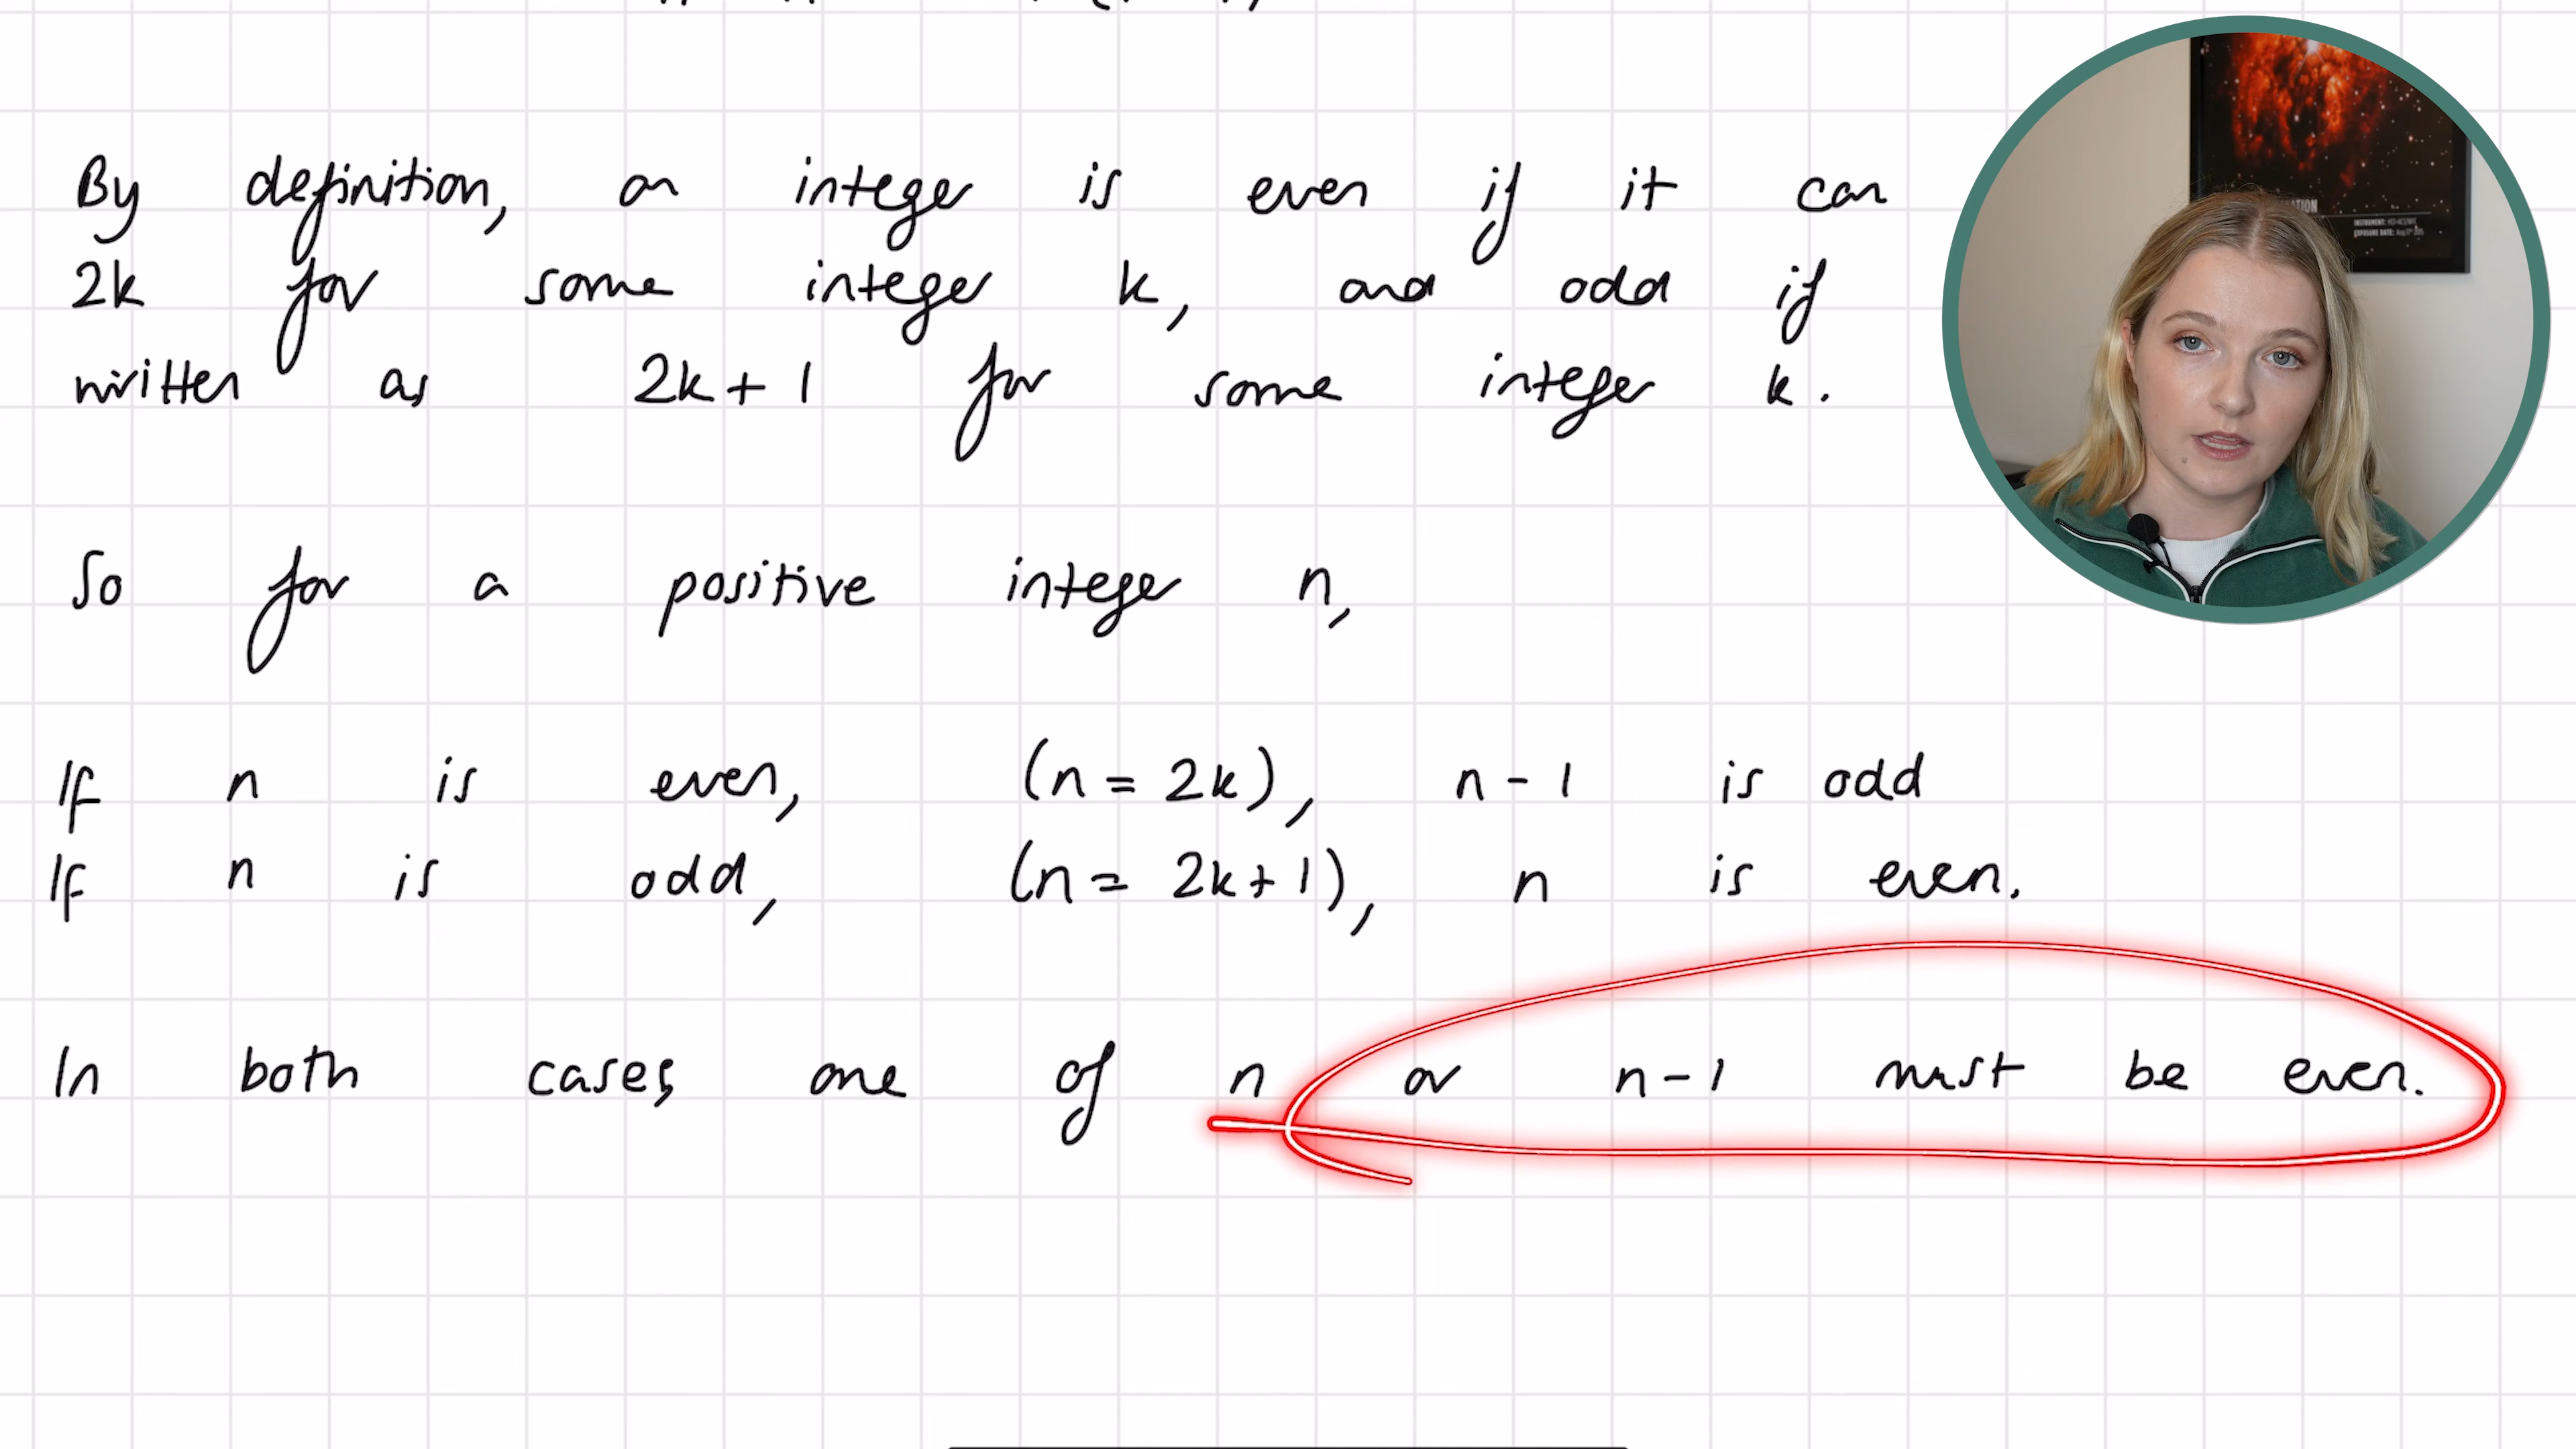 By definition, an integer is even if it can
2k for some integer k, and odd if
written as 2k + 1 for some integer k.
So for a positive integer n,
If n is even, (n = 2k), n - 1 is odd
If n is odd, (n = 2k + 1), n is even.
In both cases, one of n or n - 1 must be even.